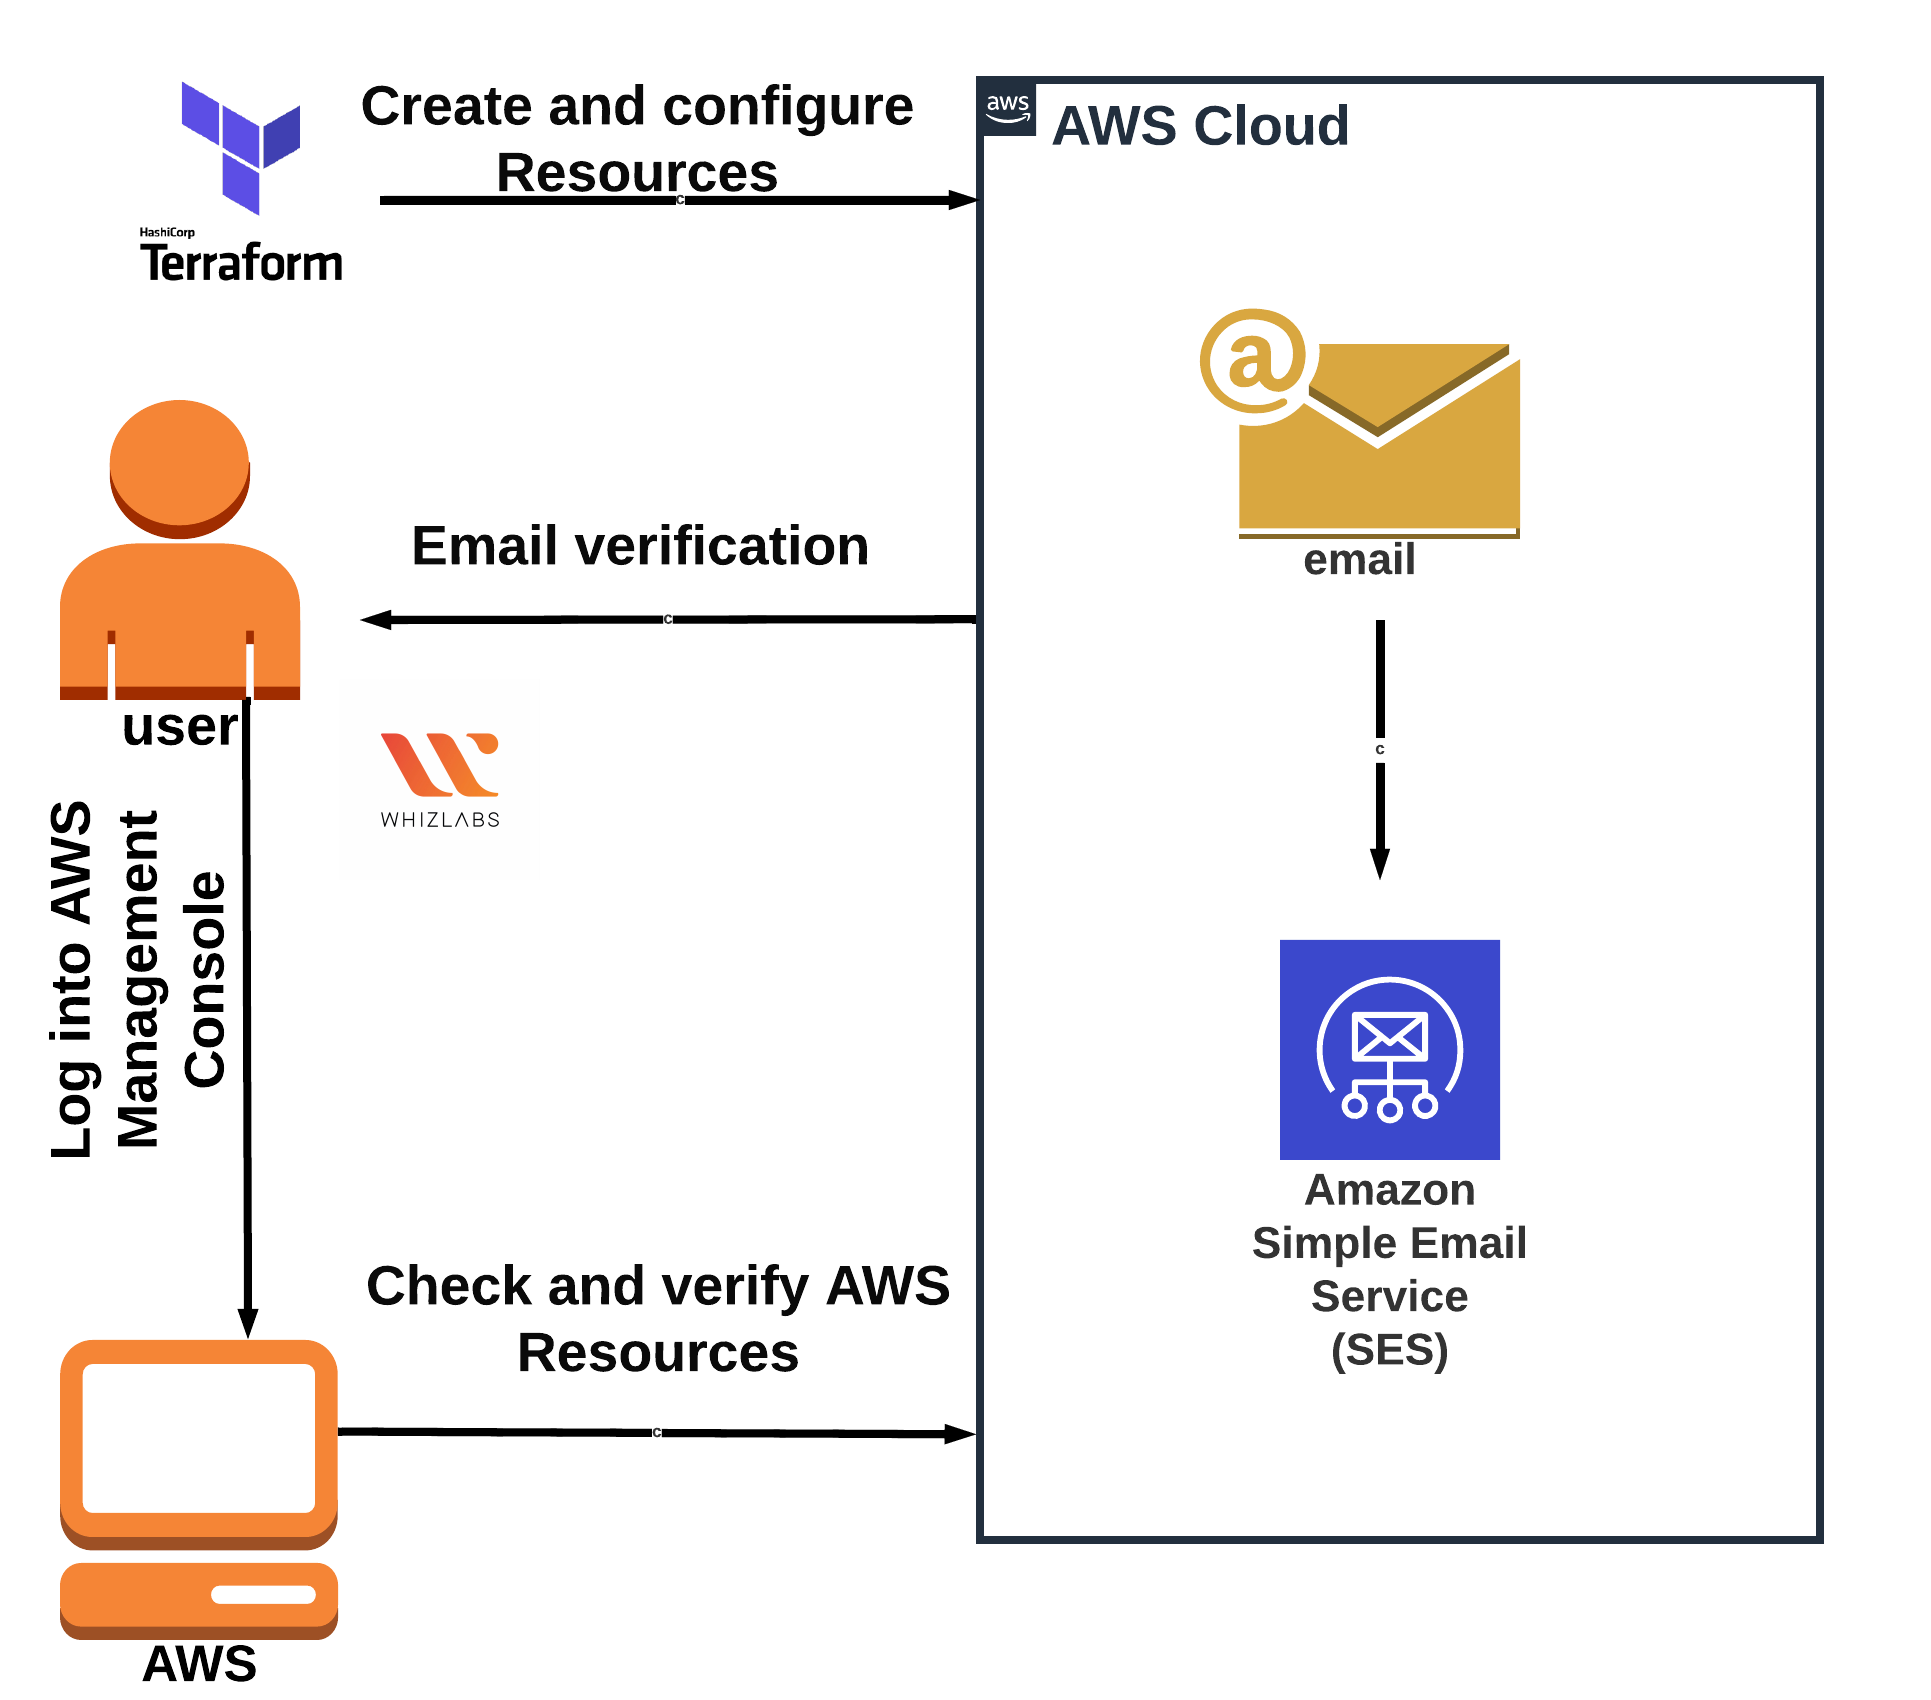 Create and configure
Resources
c
HashiCorp
Terraform
aws
AWS Cloud
@
email
Email verification
c
user
WHIZLABS
c
Log into AWS
Management
Console
Amazon
Simple Email
Service
(SES)
Check and verify AWS
Resources
c
AWS